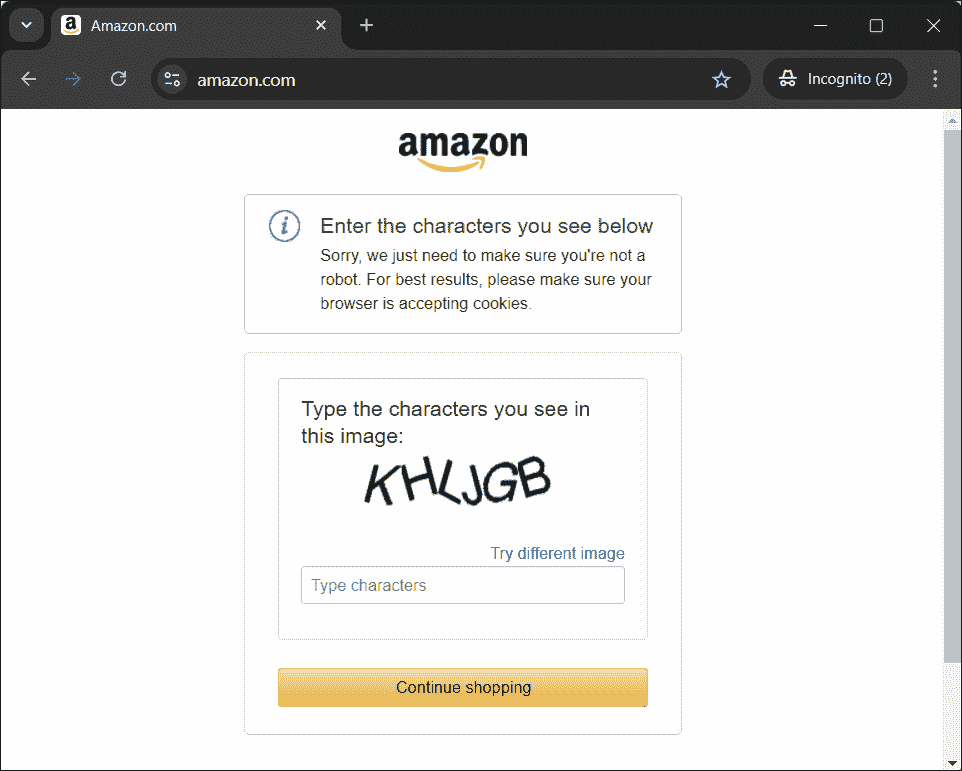 Amazon.com
amazon.com
Incognito (2)
amazon
Enter the characters you see below
Sorry, we just need to make sure you're not a
robot. For best results, please make sure your
browser is accepting cookies.
Type the characters you see in
this image:
KHLJGB
Try different image
Type characters
Continue shopping